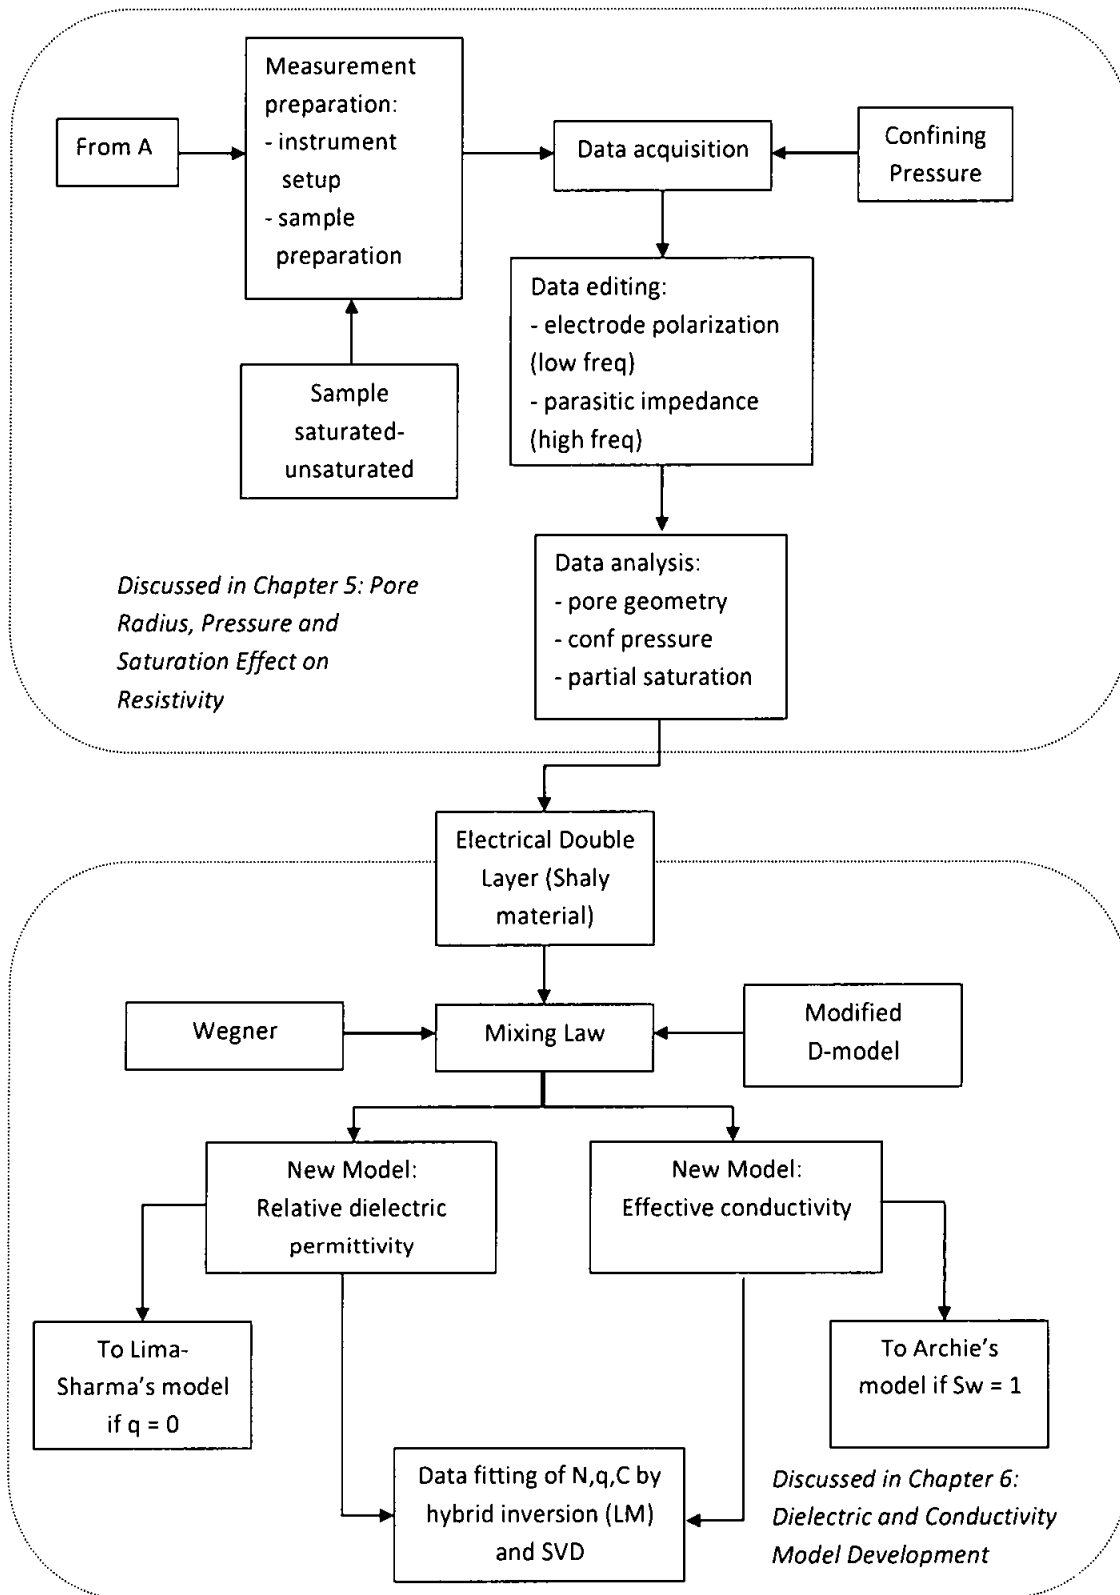 Measurement
preparation:
- instrument
setup
- sample
preparation
From A
Data acquisition
Confining
Pressure
Data editing:
- electrode polarization
(low freq)
- parasitic impedance
(high freq)
Sample
saturated-
unsaturated
Data analysis:
- pore geometry
- conf pressure
- partial saturation
Discussed in Chapter 5: Pore
Radius, Pressure and
Saturation Effect on
Resistivity
Electrical Double
Layer (Shaly
material)
Wegner
Mixing Law
Modified
D-model
New Model:
Relative dielectric
permittivity
New Model:
Effective conductivity
To Lima-
Sharma's model
if q = 0
To Archie's
model if Sw = 1
Data fitting of N,q,C by
hybrid inversion (LM)
and SVD
Discussed in Chapter 6:
Dielectric and Conductivity
Model Development